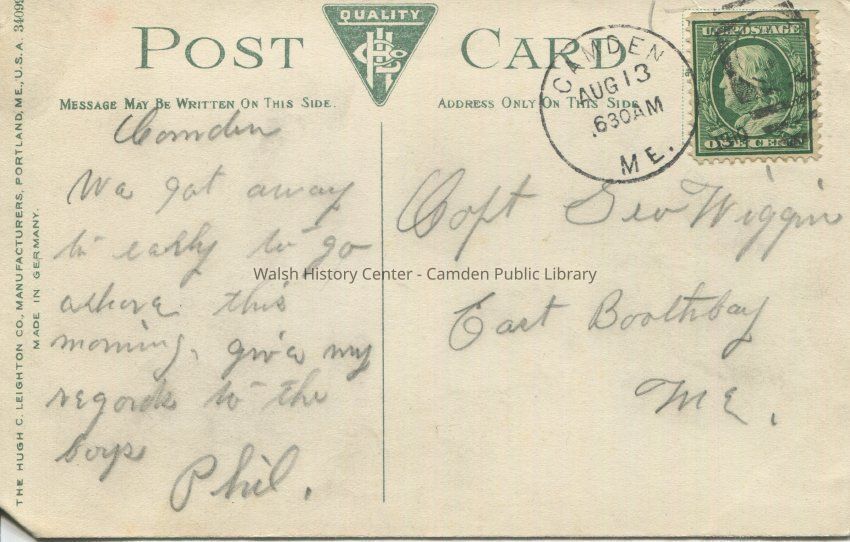 THE HUGH C. LEIGHTON CO., MANUFACTURERS, PORTLAND, ME., U.S.A. 3409
MADE IN GERMANY.
POST CARD
QUALITY
MESSAGE MAY BE WRITTEN ON THIS SIDE.
ADDRESS ONLY ON THIS SIDE
CAMDEN
AUG 13
630AM
ME.
U.S. POSTAGE
ONE CENT
Camden
We got away
to early to go
ashore this
morning, give my
regards to the
boys
Phil.
Capt Geo Wiggin
East Boothbay
Me.
Walsh History Center - Camden Public Library